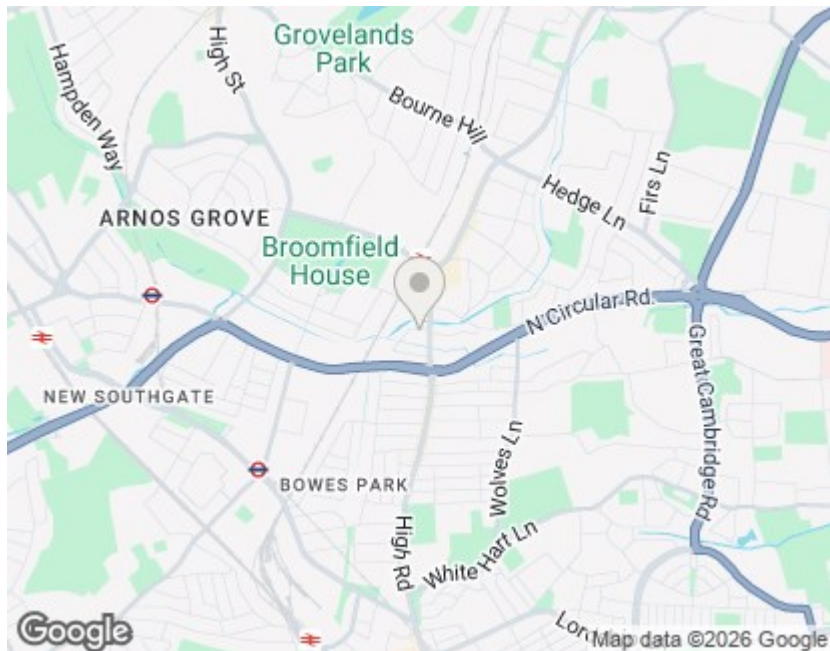 Grovelands
Park
High St
Hampden Way
Bourne Hill
Firs Ln
Hedge Ln
ARNOS GROVE
Broomfield
House
N Circular Rd.
Great Cambridge Rd
NEW SOUTHGATE
BOWES PARK
Wolves Ln
High Rd
White Hart Ln
Google
Map data ©2026 Google